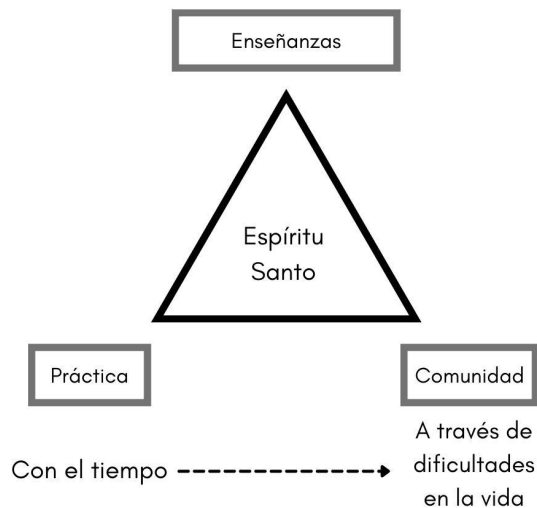 Enseñanzas
Espíritu
Santo
Práctica
Comunidad
Con el tiempo
A través de
dificultades
en la vida